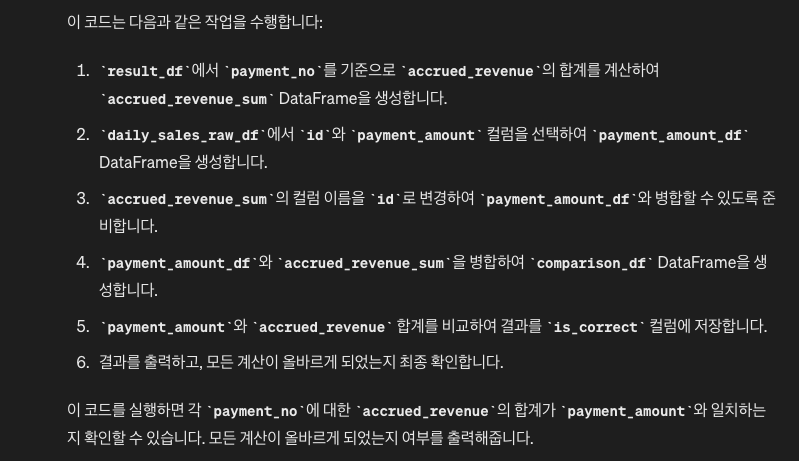 이 코드는 다음과 같은 작업을 수행합니다:
1. `result_df`에서 `payment_no`를 기준으로 `accrued_revenue`의 합계를 계산하여
`accrued_revenue_sum` DataFrame을 생성합니다.
2. `daily_sales_raw_df`에서 `id`와 `payment_amount` 컬럼을 선택하여 `payment_amount_df`
DataFrame을 생성합니다.
3. `accrued_revenue_sum`의 컬럼 이름을 `id`로 변경하여 `payment_amount_df`와 병합할 수 있도록 준
비합니다.
4. `payment_amount_df`와 `accrued_revenue_sum`을 병합하여 `comparison_df` DataFrame을 생
성합니다.
5. `payment_amount`와 `accrued_revenue` 합계를 비교하여 결과를 `is_correct` 컬럼에 저장합니다.
6. 결과를 출력하고, 모든 계산이 올바르게 되었는지 최종 확인합니다.
이 코드를 실행하면 각 `payment_no`에 대한 `accrued_revenue`의 합계가 `payment_amount`와 일치하는
지 확인할 수 있습니다. 모든 계산이 올바르게 되었는지 여부를 출력해줍니다.